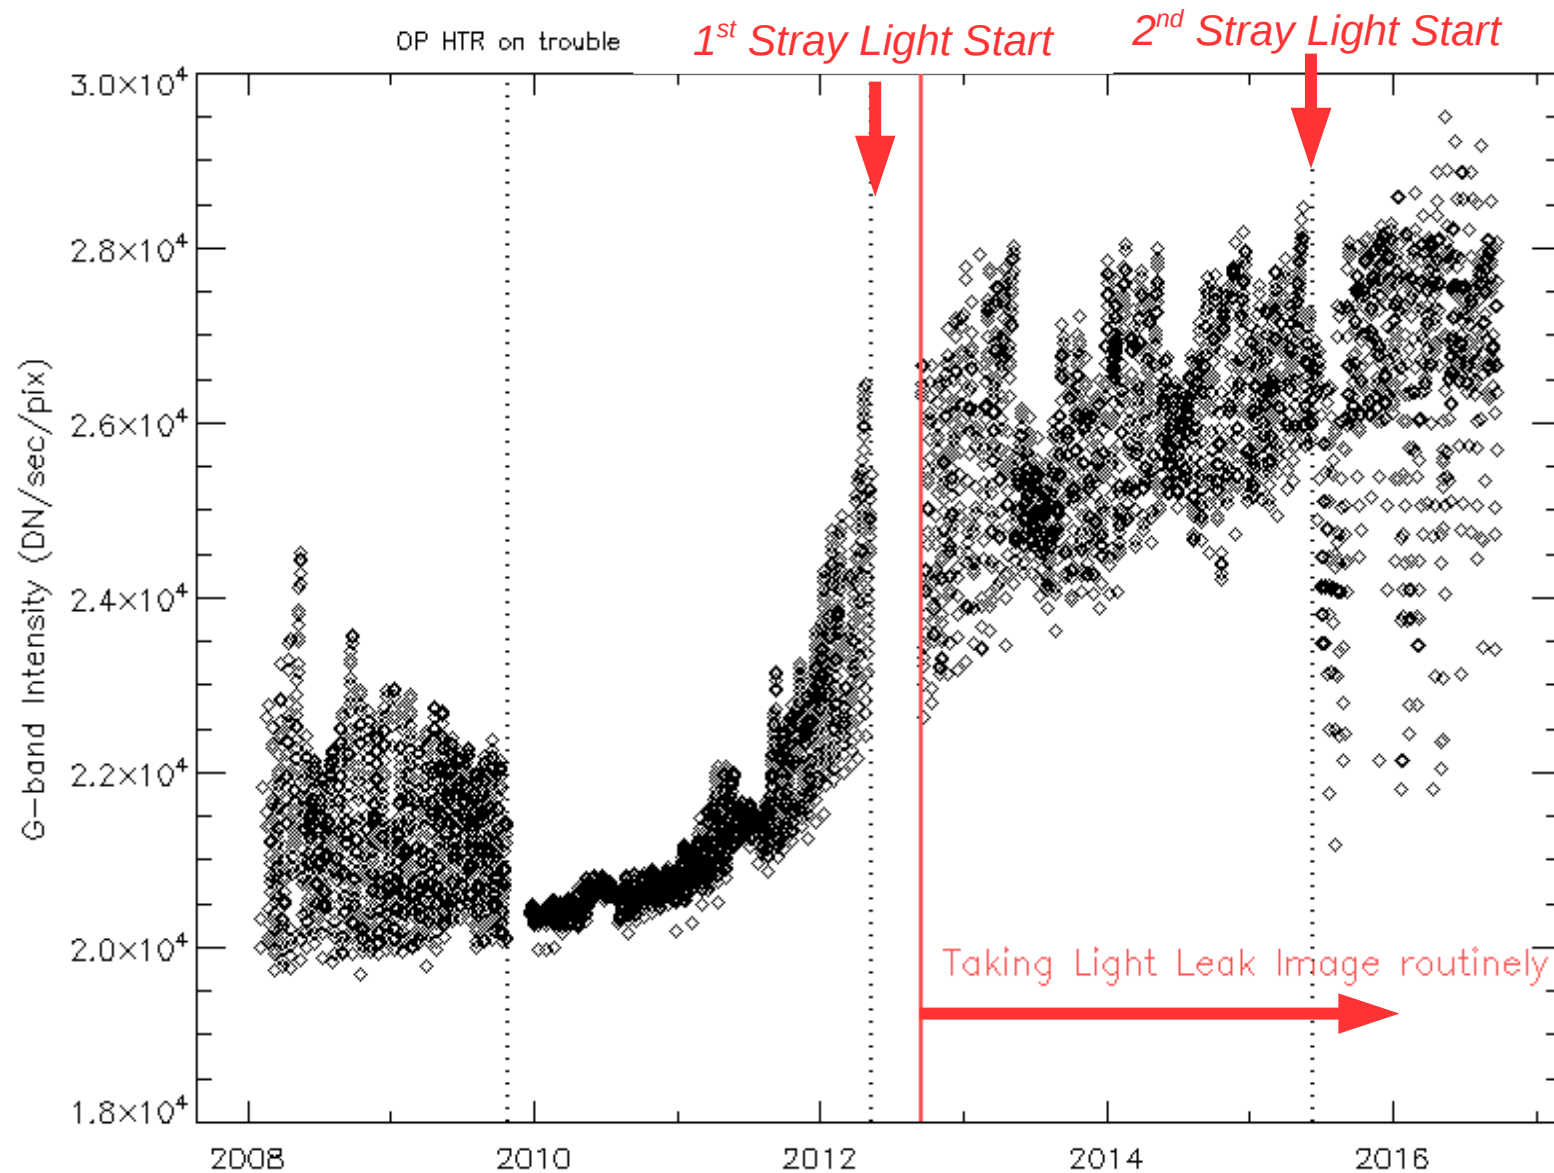 OP HTR on trouble
1st Stray Light Start
2nd Stray Light Start
3.0×10⁴
2.8×10⁴
2.6×10⁴
2.4×10⁴
2.2×10⁴
2.0×10⁴
1.8×10⁴
G-band Intensity (DN/sec/pix)
Taking Light Leak Image routinely
2008
2010
2012
2014
2016